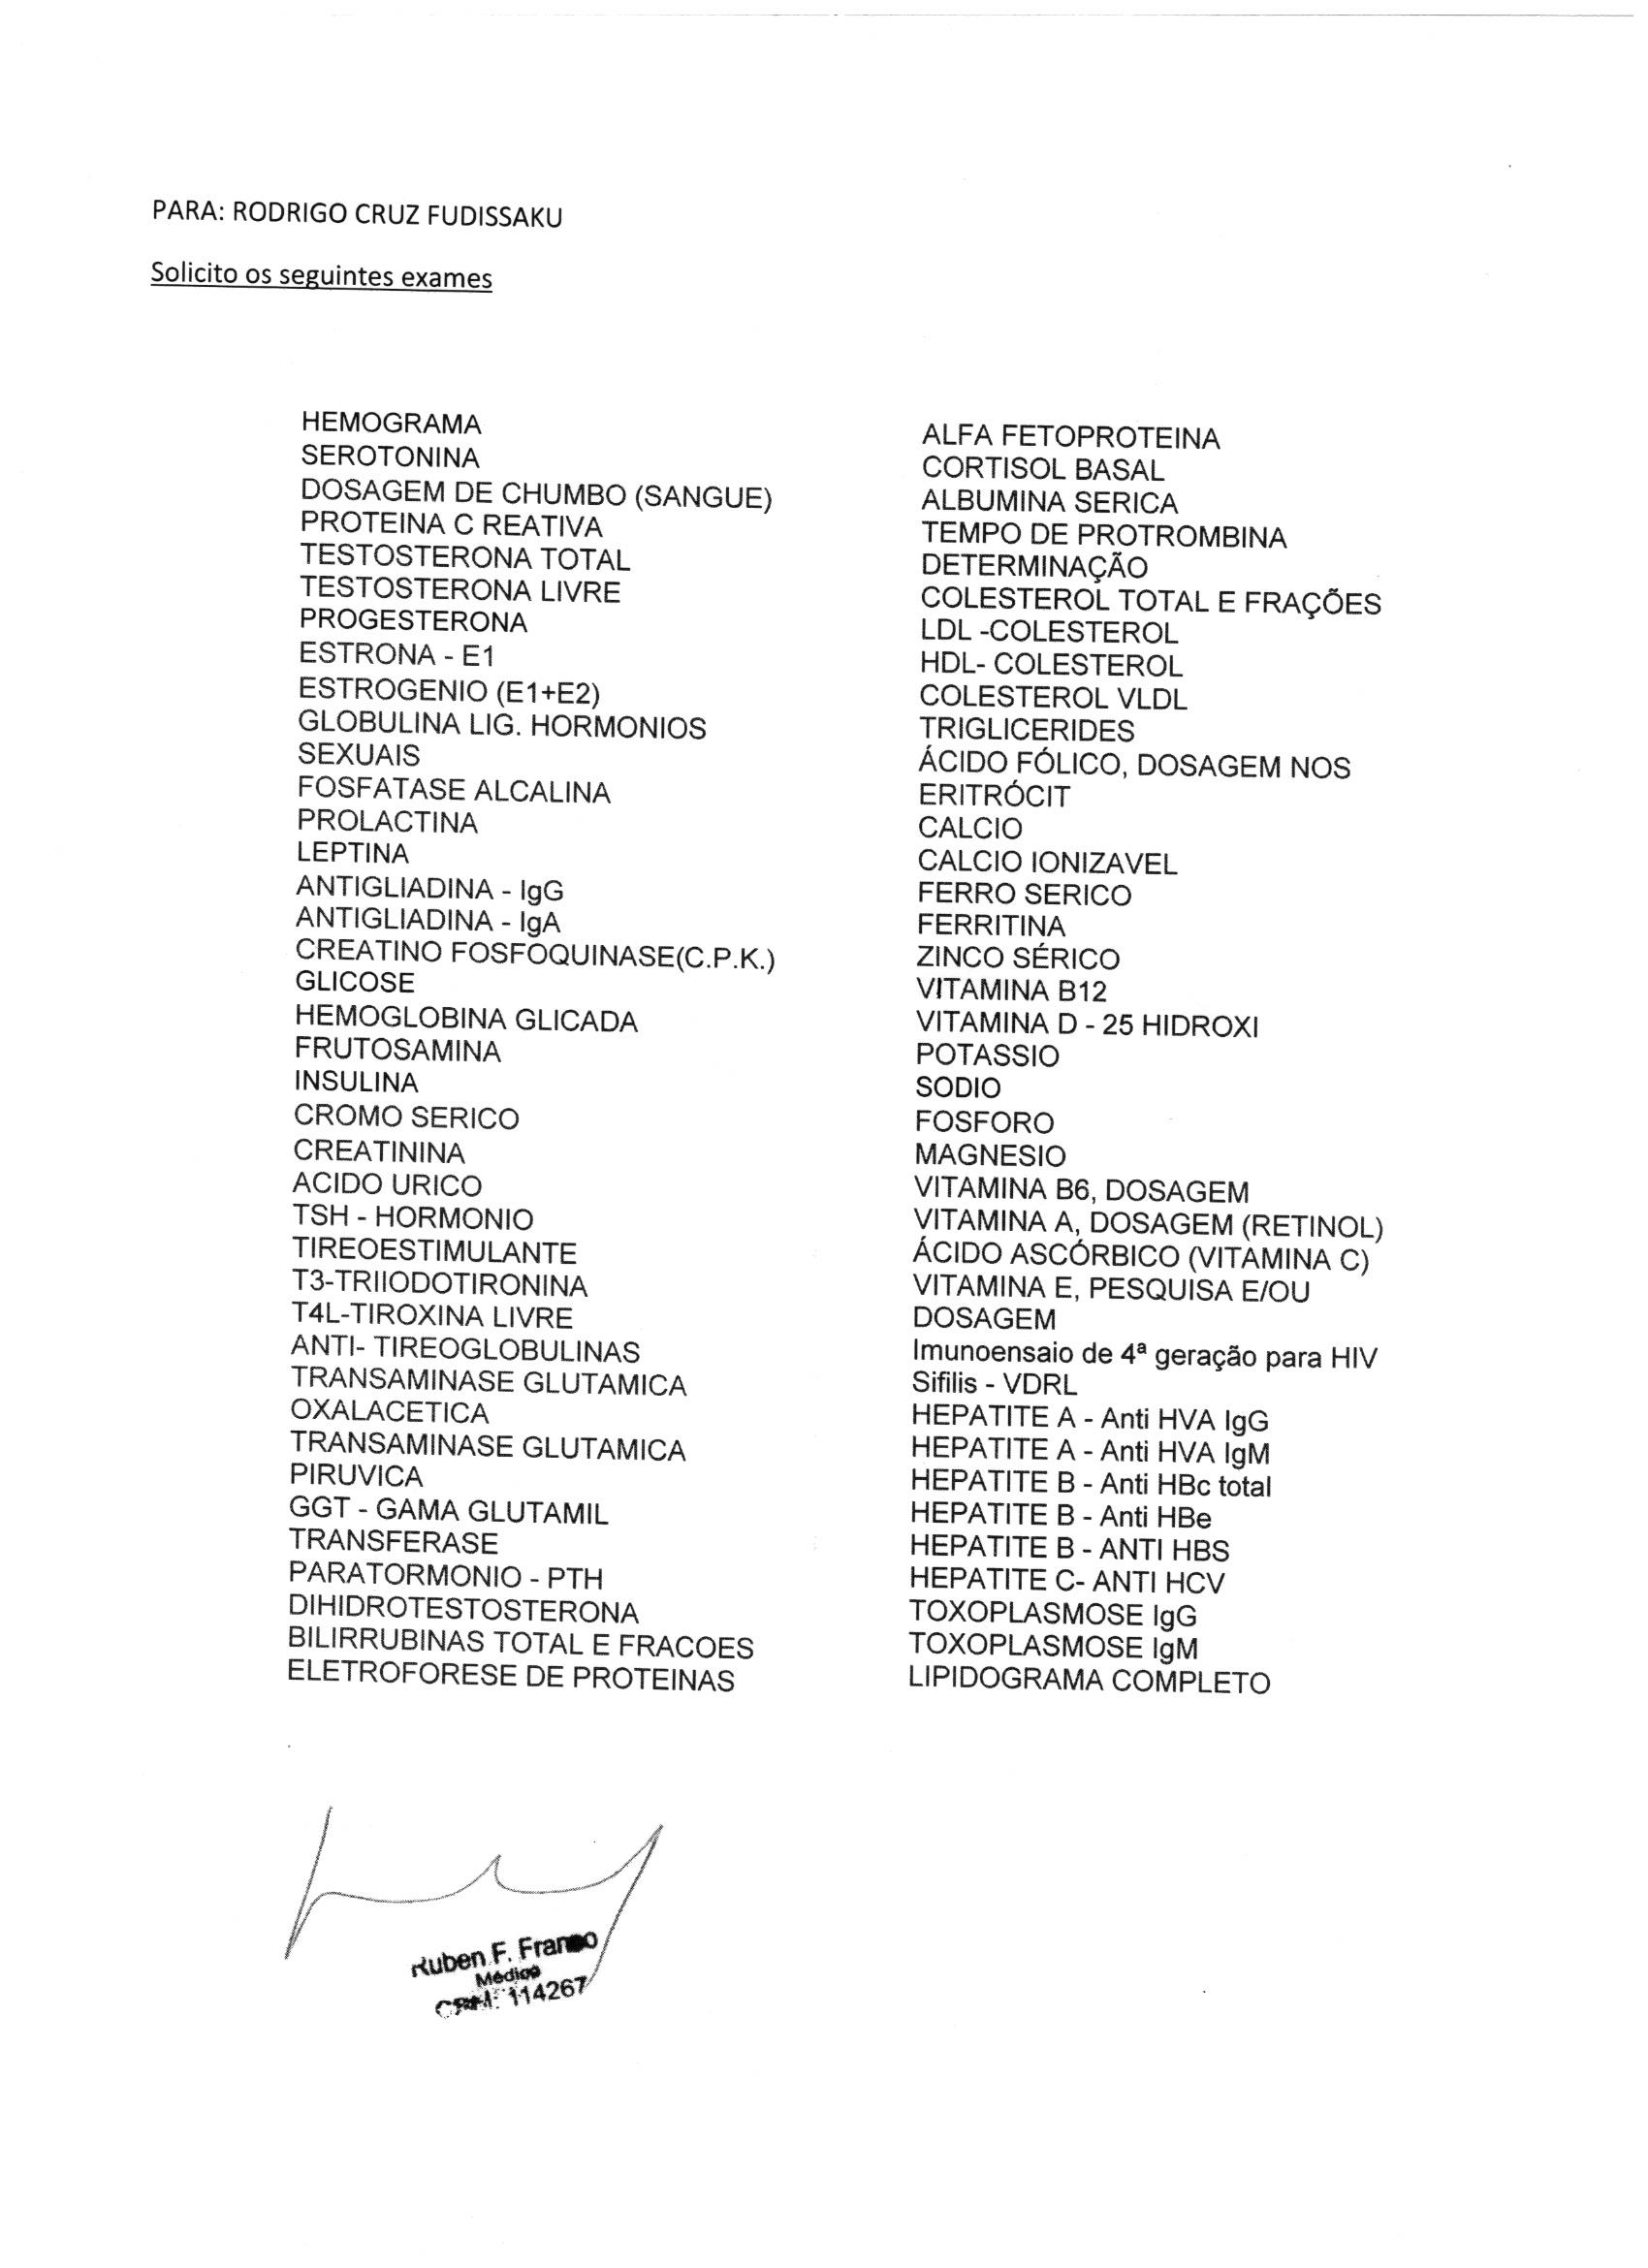 PARA: RODRIGO CRUZ FUDISSAKU
Solicito os seguintes exames
HEMOGRAMA
SEROTONINA
DOSAGEM DE CHUMBO (SANGUE)
PROTEINA C REATIVA
TESTOSTERONA TOTAL
TESTOSTERONA LIVRE
PROGESTERONA
ESTRONA - E1
ESTROGENIO (E1+E2)
GLOBULINA LIG. HORMONIOS
SEXUAIS
FOSFATASE ALCALINA
PROLACTINA
LEPTINA
ANTIGLIADINA - IgG
ANTIGLIADINA - IgA
CREATINO FOSFOQUINASE(C.P.K.)
GLICOSE
HEMOGLOBINA GLICADA
FRUTOSAMINA
INSULINA
CROMO SERICO
CREATININA
ACIDO URICO
TSH - HORMONIO
TIREOESTIMULANTE
T3-TRIIODOTIRONINA
T4L-TIROXINA LIVRE
ANTI- TIREOGLOBULINAS
TRANSAMINASE GLUTAMICA
OXALACETICA
TRANSAMINASE GLUTAMICA
PIRUVICA
GGT - GAMA GLUTAMIL
TRANSFERASE
PARATORMONIO - PTH
DIHIDROTESTOSTERONA
BILIRRUBINAS TOTAL E FRACOES
ELETROFORESE DE PROTEINAS
ALFA FETOPROTEINA
CORTISOL BASAL
ALBUMINA SERICA
TEMPO DE PROTROMBINA
DETERMINAÇÃO
COLESTEROL TOTAL E FRAÇÕES
LDL -COLESTEROL
HDL- COLESTEROL
COLESTEROL VLDL
TRIGLICERIDES
ÁCIDO FÓLICO, DOSAGEM NOS
ERITRÓCIT
CALCIO
CALCIO IONIZAVEL
FERRO SERICO
FERRITINA
ZINCO SÉRICO
VITAMINA B12
VITAMINA D - 25 HIDROXI
POTASSIO
SODIO
FOSFORO
MAGNESIO
VITAMINA B6, DOSAGEM
VITAMINA A, DOSAGEM (RETINOL)
ÁCIDO ASCÓRBICO (VITAMINA C)
VITAMINA E, PESQUISA E/OU
DOSAGEM
Imunoensaio de 4ª geração para HIV
Sifilis - VDRL
HEPATITE A - Anti HVA IgG
HEPATITE A - Anti HVA IgM
HEPATITE B - Anti HBc total
HEPATITE B - Anti HBe
HEPATITE B - ANTI HBS
HEPATITE C- ANTI HCV
TOXOPLASMOSE IgG
TOXOPLASMOSE IgM
LIPIDOGRAMA COMPLETO
Ruben F. Franco
Médico
CRM: 114267